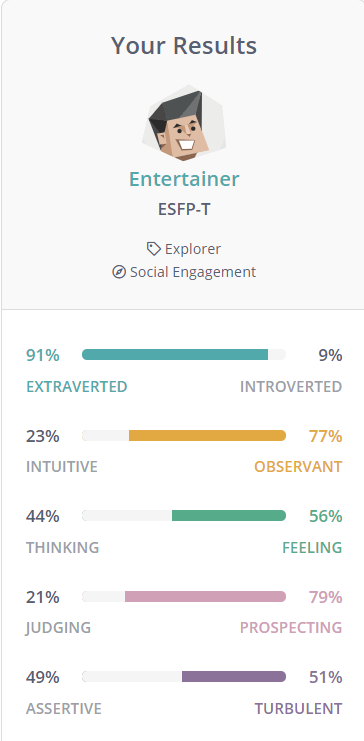 Your Results
Entertainer
ESFP-T
Explorer
Social Engagement
91% 9%
EXTRAVERTED INTROVERTED
23% 77%
INTUITIVE OBSERVANT
44% 56%
THINKING FEELING
21% 79%
JUDGING PROSPECTING
49% 51%
ASSERTIVE TURBULENT